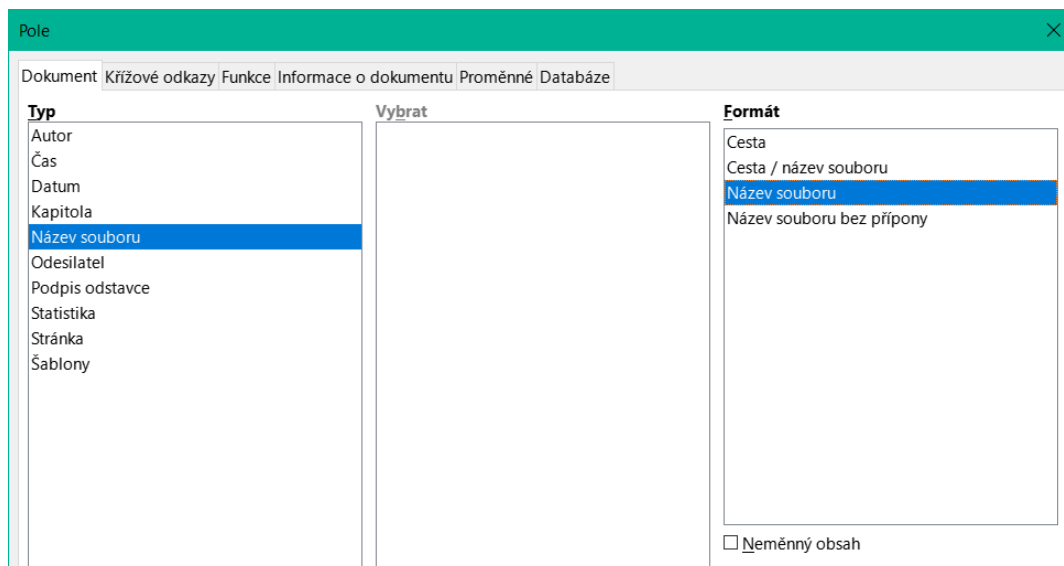 Pole
Dokument Křížové odkazy Funkce Informace o dokumentu Proměnné Databáze
Typ
Autor
Čas
Datum
Kapitola
Název souboru
Odesilatel
Podpis odstavce
Statistika
Stránka
Šablony
Vybrat
Formát
Cesta
Cesta / název souboru
Název souboru
Název souboru bez přípony
Neměnný obsah